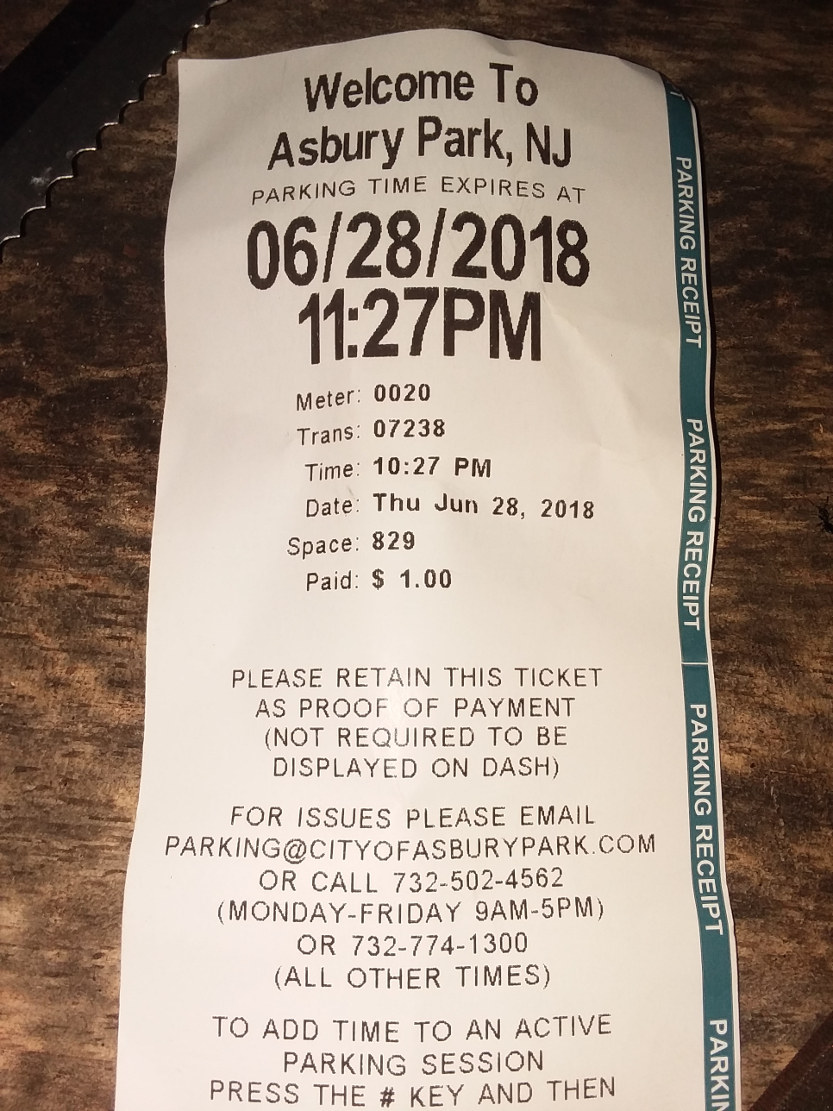 Welcome To
Asbury Park, NJ
PARKING TIME EXPIRES AT
06/28/2018
11:27PM
Meter: 0020
Trans: 07238
Time: 10:27 PM
Date: Thu Jun 28, 2018
Space: 829
Paid: $ 1.00
PLEASE RETAIN THIS TICKET
AS PROOF OF PAYMENT
(NOT REQUIRED TO BE
DISPLAYED ON DASH)
FOR ISSUES PLEASE EMAIL
PARKING@CITYOFASBURYPARK.COM
OR CALL 732-502-4562
(MONDAY-FRIDAY 9AM-5PM)
OR 732-774-1300
(ALL OTHER TIMES)
TO ADD TIME TO AN ACTIVE
PARKING SESSION
PRESS THE # KEY AND THEN
PARKING RECEIPT
PARKING RECEIPT
PARKING RECEIPT
PARKIN